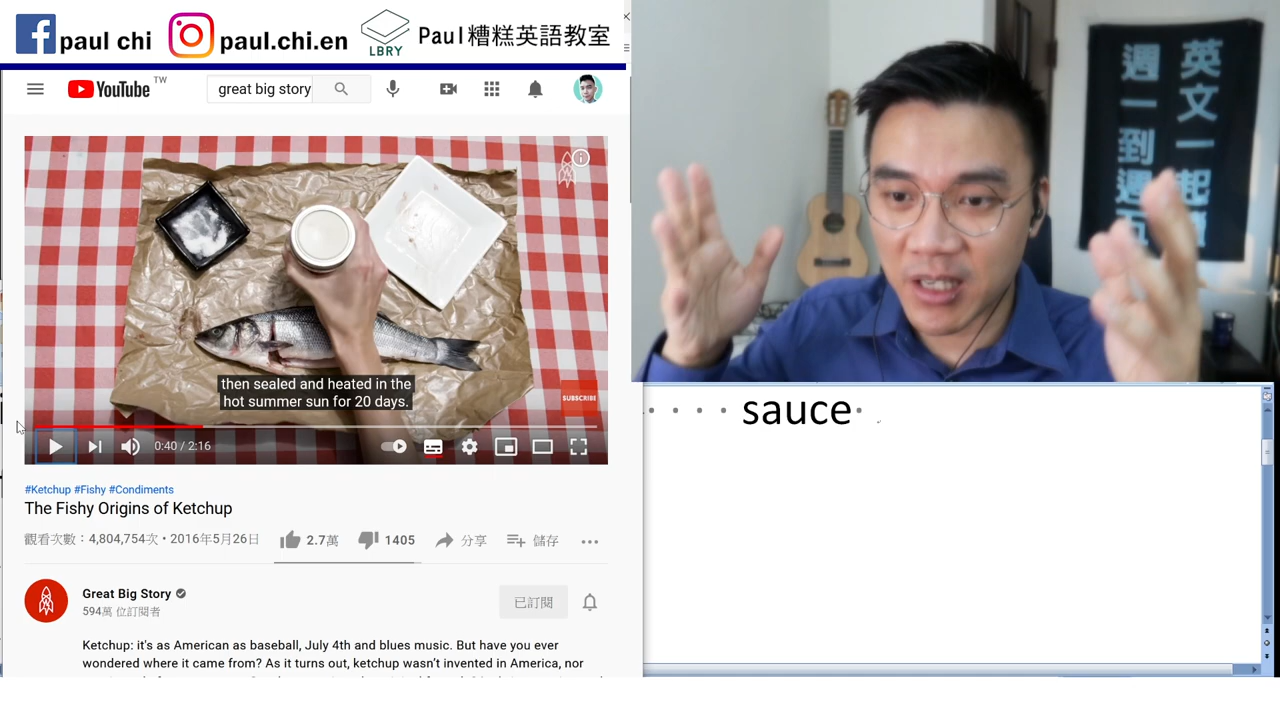 paul chi
paul.chi.en
LBRY
Paul糟糕英語教室
YouTube TW
great big story
then sealed and heated in the
hot summer sun for 20 days.
SUBSCRIBE
0:40 / 2:16
#Ketchup #Fishy #Condiments
The Fishy Origins of Ketchup
觀看次數：4,804,754次 • 2016年5月26日
2.7萬
1405
分享
儲存
Great Big Story
594萬 位訂閱者
已訂閱
Ketchup: it's as American as baseball, July 4th and blues music. But have you ever
wondered where it came from? As it turns out, ketchup wasn't invented in America, nor
英文一起讀
週一到週五
sauce